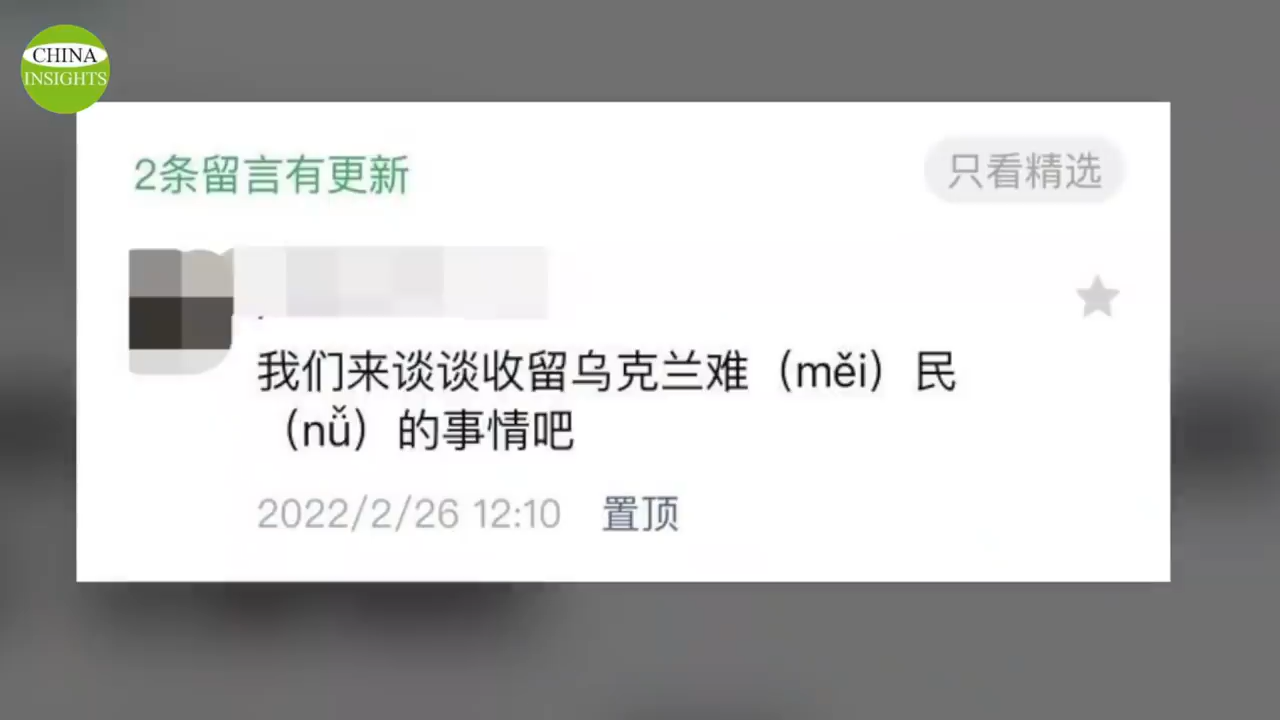 CHINA
INSIGHTS
2条留言有更新
只看精选
我们来谈谈收留乌克兰难（měi）民
（nǚ）的事情吧
2022/2/26 12:10 置顶